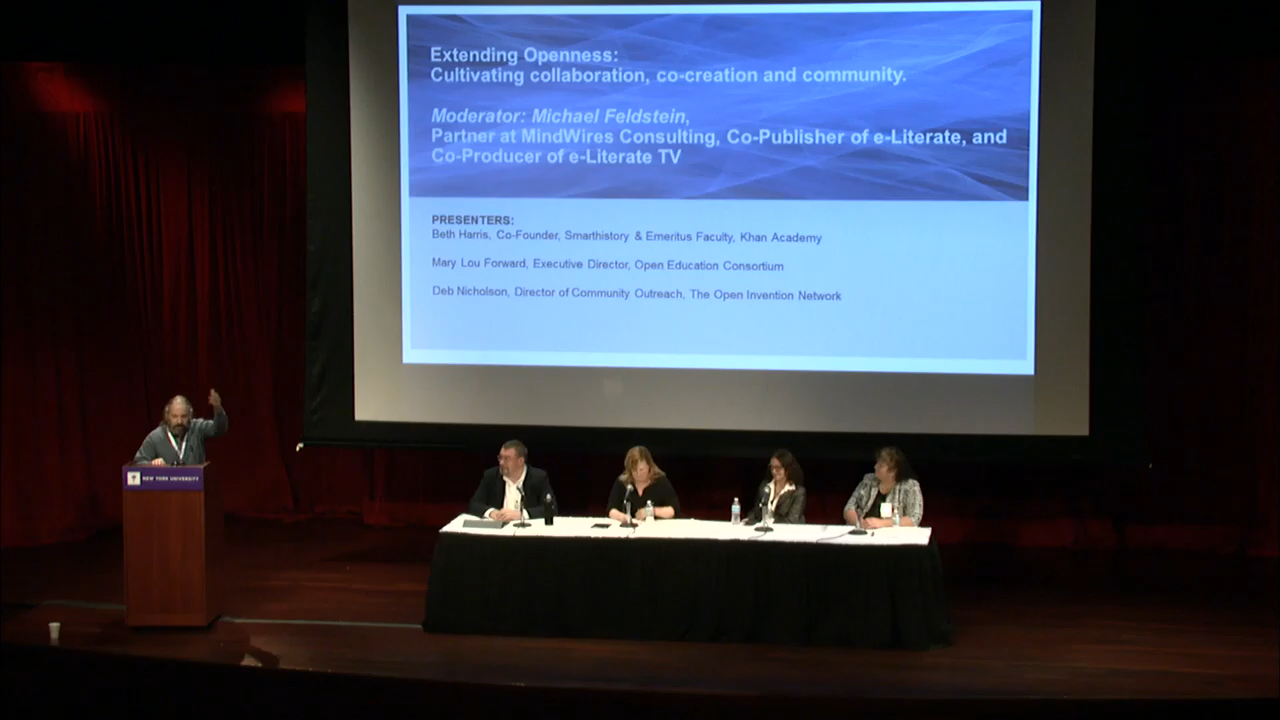 Extending Openness:
Cultivating collaboration, co-creation and community.
Moderator: Michael Feldstein,
Partner at MindWires Consulting, Co-Publisher of e-Literate, and
Co-Producer of e-Literate TV
PRESENTERS:
Beth Harris, Co-Founder, Smarthistory & Emeritus Faculty, Khan Academy
Mary Lou Forward, Executive Director, Open Education Consortium
Deb Nicholson, Director of Community Outreach, The Open Invention Network
NEW YORK UNIVERSITY